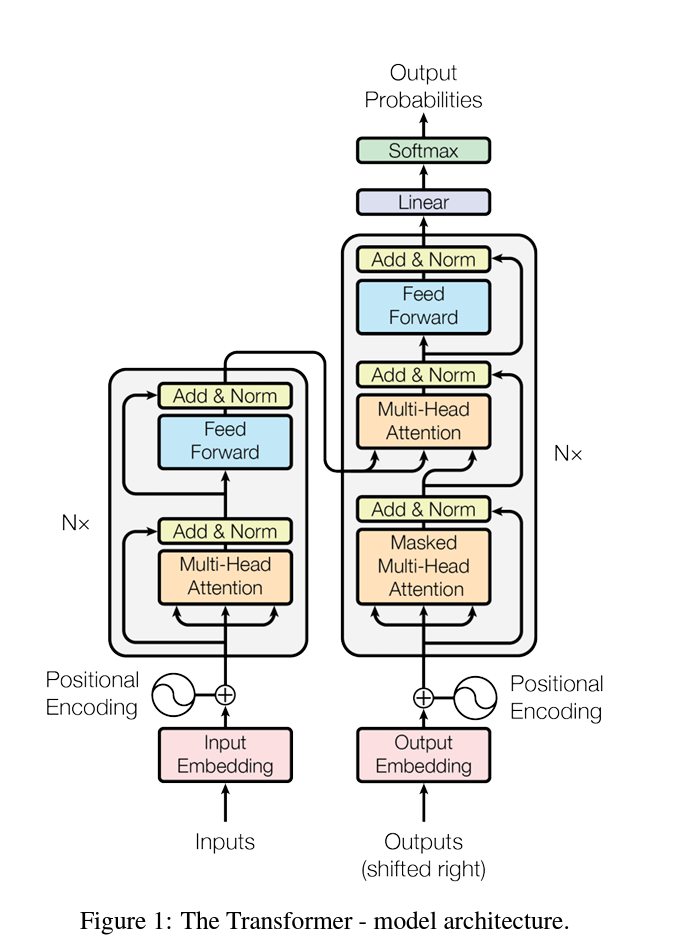 Output
Probabilities
Softmax
Linear
Add & Norm
Feed
Forward
Add & Norm
Multi-Head
Attention
Nx
Add & Norm
Masked
Multi-Head
Attention
Add & Norm
Feed
Forward
Nx
Add & Norm
Multi-Head
Attention
Positional
Encoding
Positional
Encoding
Input
Embedding
Output
Embedding
Inputs
Outputs
(shifted right)
Figure 1: The Transformer - model architecture.